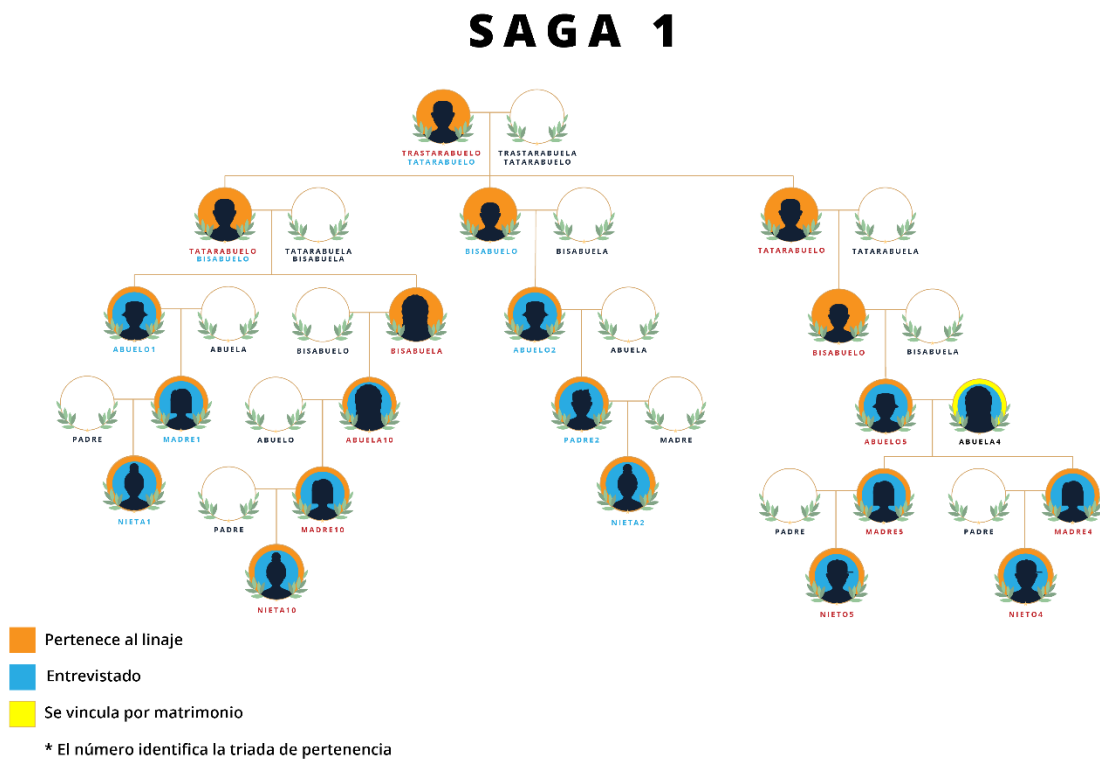 SAGA 1
TRASTARABUELO
TATARABUELO
TRASTARABUELA
TATARABUELO
TATARABUELO
BISABUELO
TATARABUELA
BISABUELA
BISABUELO
BISABUELA
TATARABUELO
TATARABUELA
ABUELO1
ABUELA
BISABUELO
BISABUELA
ABUELO2
ABUELA
BISABUELO
BISABUELA
PADRE
MADRE1
ABUELO
ABUELA10
PADRE2
MADRE
ABUELO5
ABUELA4
NIETA1
PADRE
MADRE10
NIETA2
PADRE
MADRE5
PADRE
MADRE4
NIETA10
NIETO5
NIETO4
Pertenece al linaje
Entrevistado
Se vincula por matrimonio
* El número identifica la triada de pertenencia